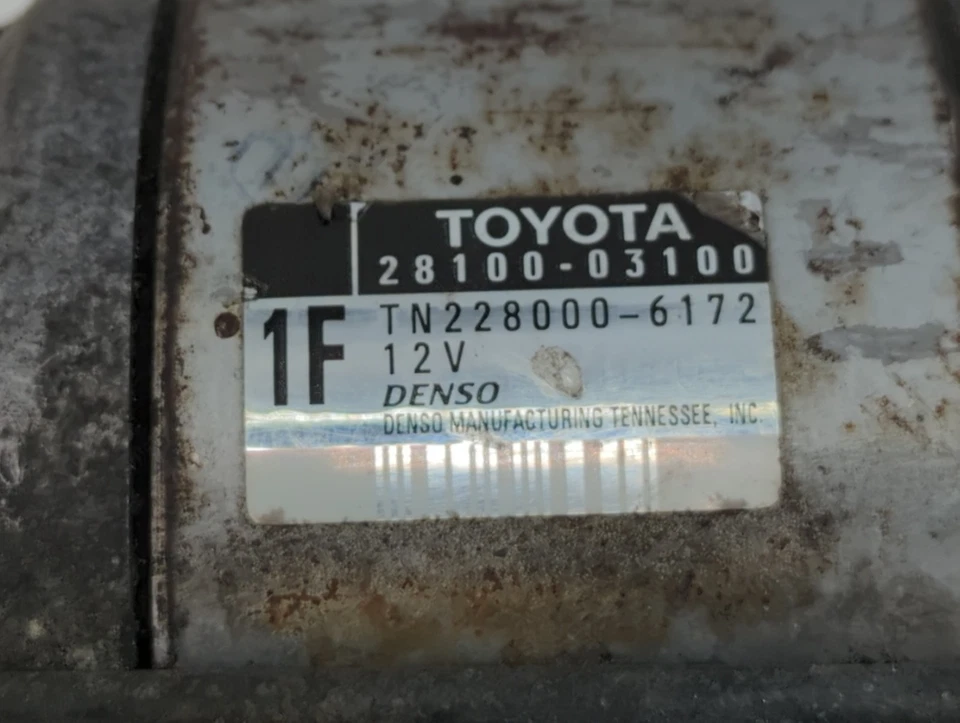 TOYOTA
28100-03100
1F
TN228000-6172
12V
DENSO
DENSO MANUFACTURING TENNESSEE, INC.